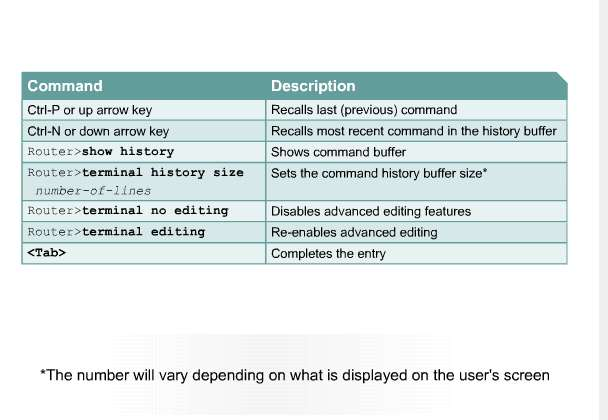 Command Description
Ctrl-P or up arrow key Recalls last (previous) command
Ctrl-N or down arrow key Recalls most recent command in the history buffer
Router>show history Shows command buffer
Router>terminal history size Sets the command history buffer size*
number-of-lines
Router>terminal no editing Disables advanced editing features
Router>terminal editing Re-enables advanced editing
<Tab> Completes the entry
*The number will vary depending on what is displayed on the user's screen